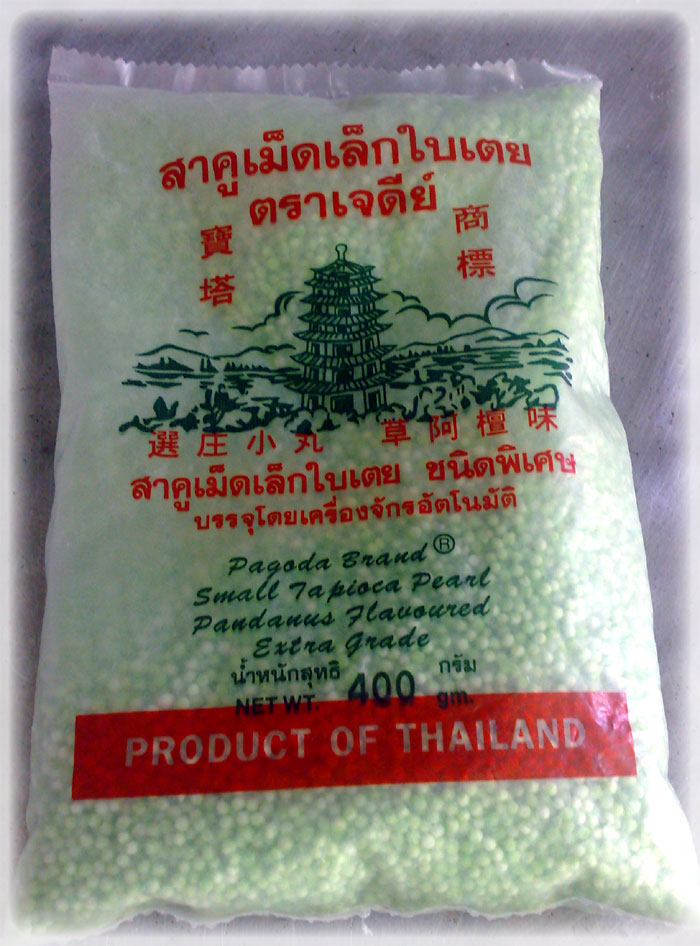 สาคูเม็ดเล็กใบเตย
ตราเจดีย์
寶塔 商標
選庄小丸 草阿檀味
สาคูเม็ดเล็กใบเตย ชนิดพิเศษ
บรรจุโดยเครื่องจักรอัตโนมัติ
Pagoda Brand ®
Small Tapioca Pearl
Pandanus Flavoured
Extra Grade
น้ำหนักสุทธิ 400 กรัม
NET WT. gm.
PRODUCT OF THAILAND